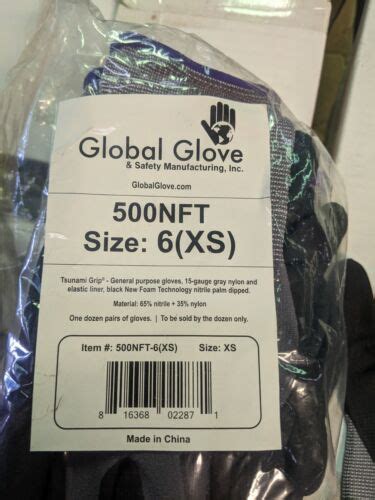 Global Glove
& Safety Manufacturing, Inc.
GlobalGlove.com
500NFT
Size: 6(XS)
Tsunami Grip® - General purpose gloves, 15-gauge gray nylon and
elastic liner, black New Foam Technology nitrile palm dipped.
Material: 65% nitrile + 35% nylon
One dozen pairs of gloves. | To be sold by the dozen only.
Item #: 500NFT-6(XS) Size: XS
8 16368 02287 1
Made in China